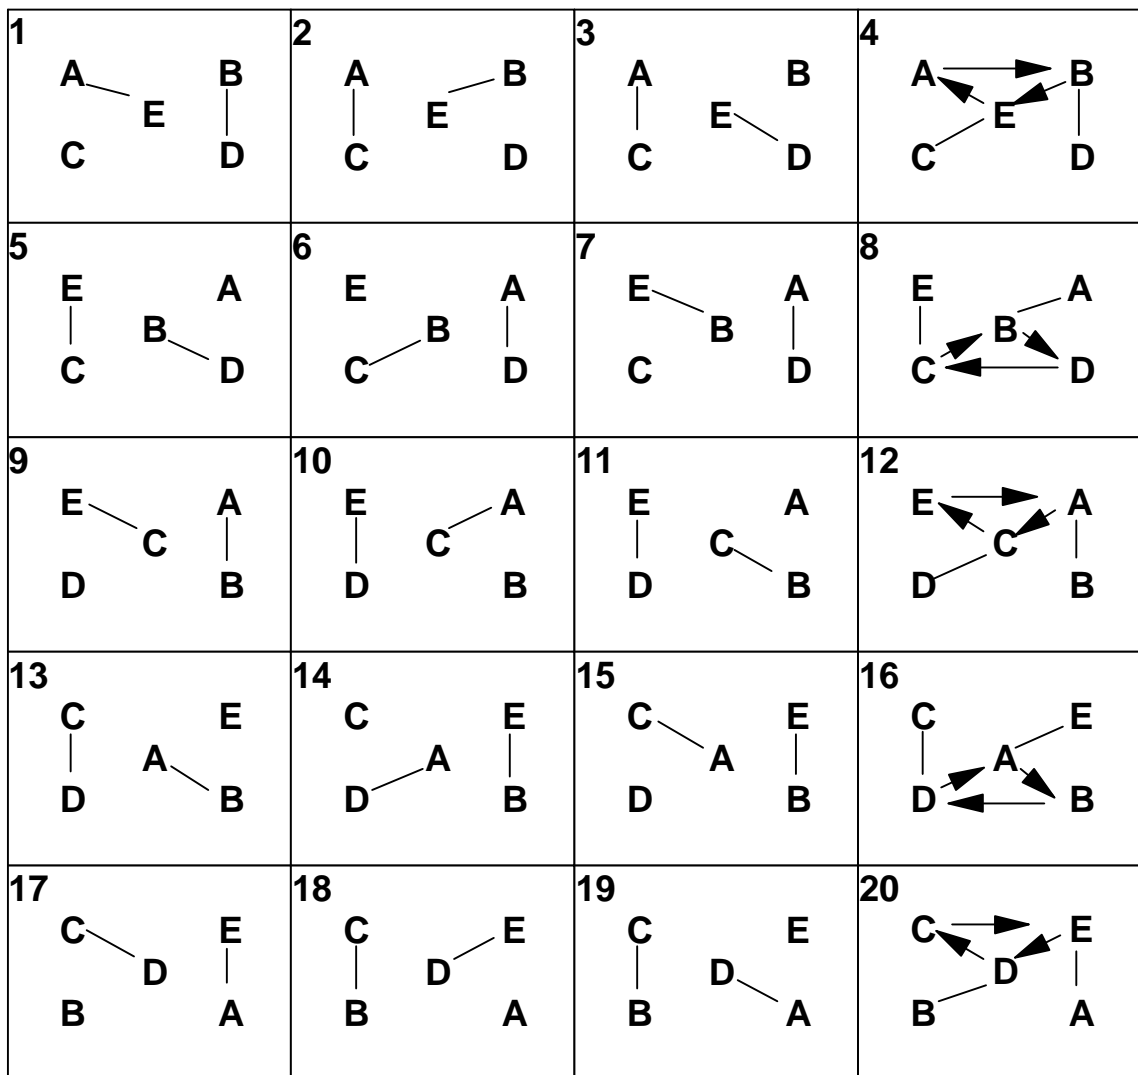 1 2 3 4
A B A B A B A B
E E E E
C D C D C D C D
5 6 7 8
E A E A E A E A
B B B B
C D C D C D C D
9 10 11 12
E A E A E A E A
C C C C
D B D B D B D B
13 14 15 16
C E C E C E C E
A A A A
D B D B D B D B
17 18 19 20
C E C E C E C E
D D D D
B A B A B A B A